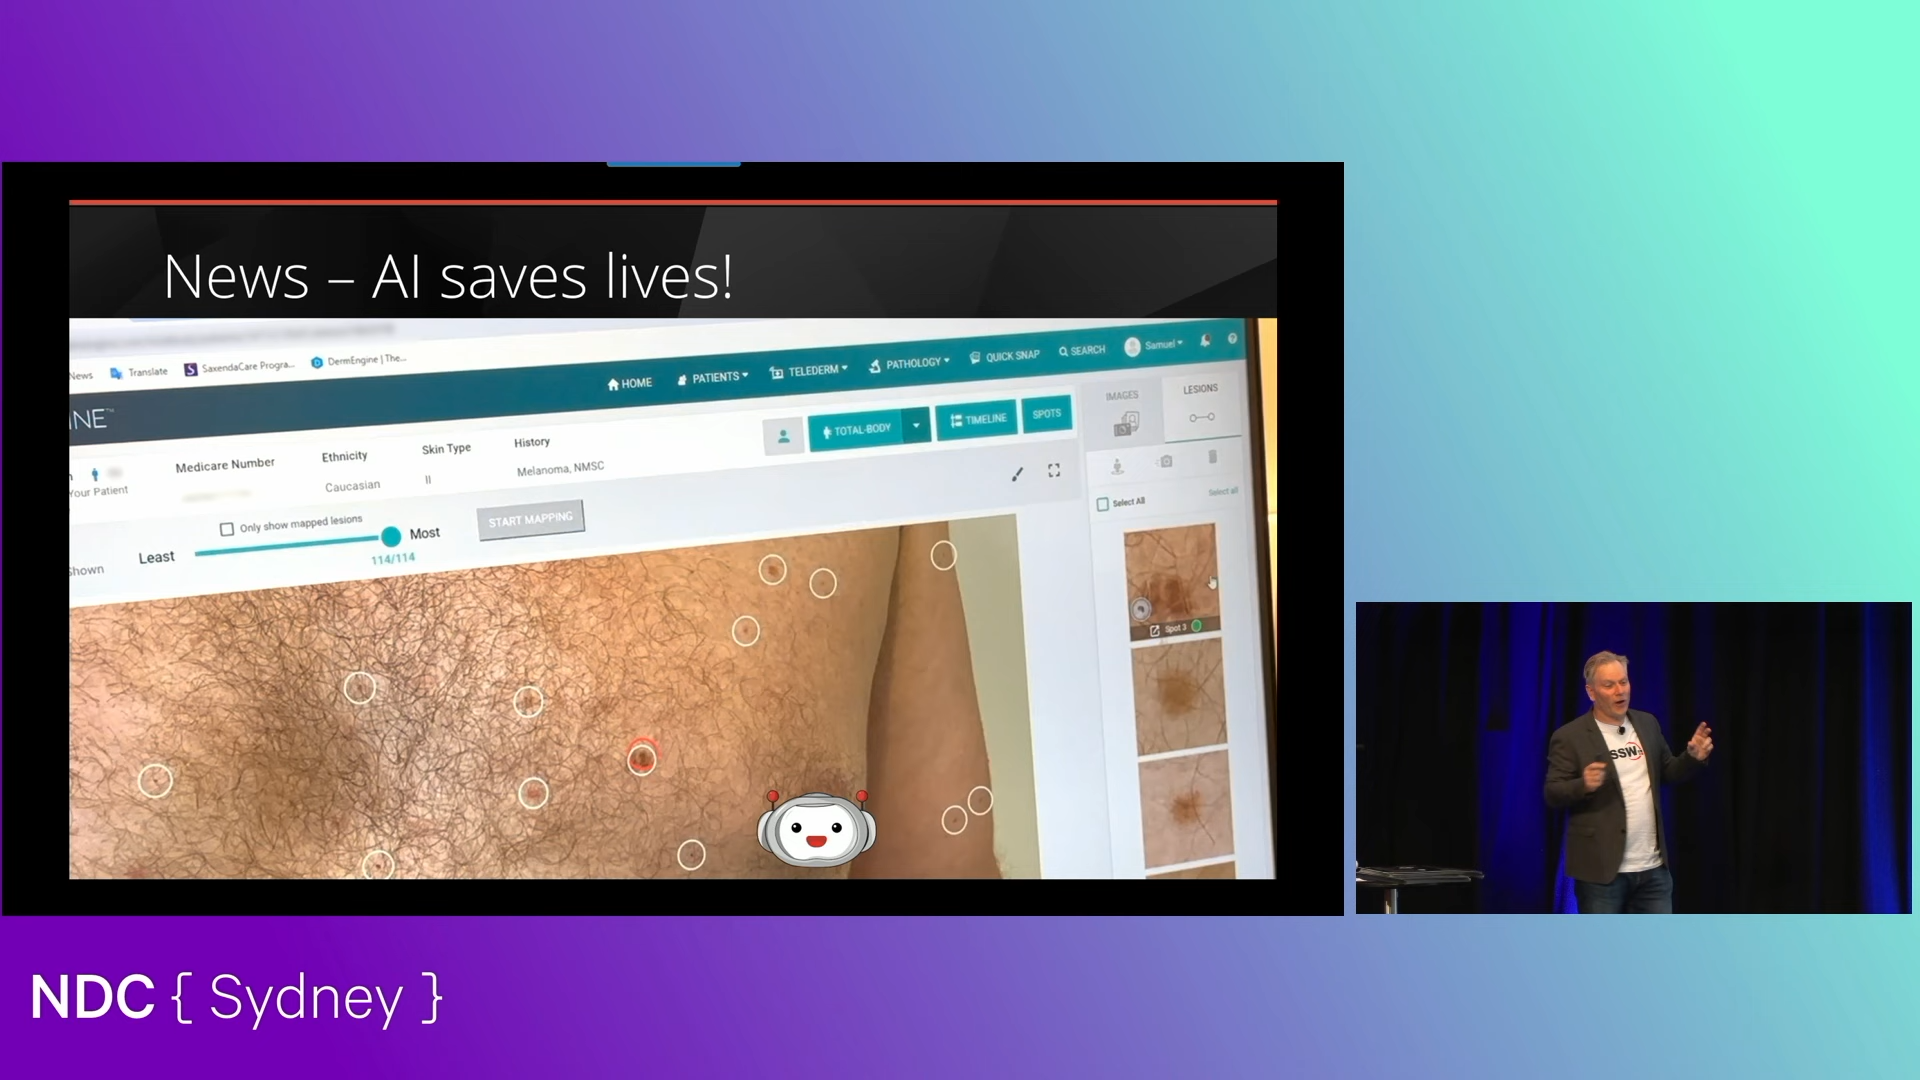 News – AI saves lives!
News
Translate
SaxendaCare Progra...
DermEngine | The...
INE™
HOME
PATIENTS
TELEDERM
PATHOLOGY
QUICK SNAP
SEARCH
Samuel
TOTAL-BODY
TIMELINE
SPOTS
IMAGES
LESIONS
Your Patient
Medicare Number
Ethnicity
Caucasian
Skin Type
II
History
Melanoma, NMSC
Select All
Select all
Shown
Least
Only show mapped lesions
Most
114/114
START MAPPING
Spot 3
SSW
NDC { Sydney }